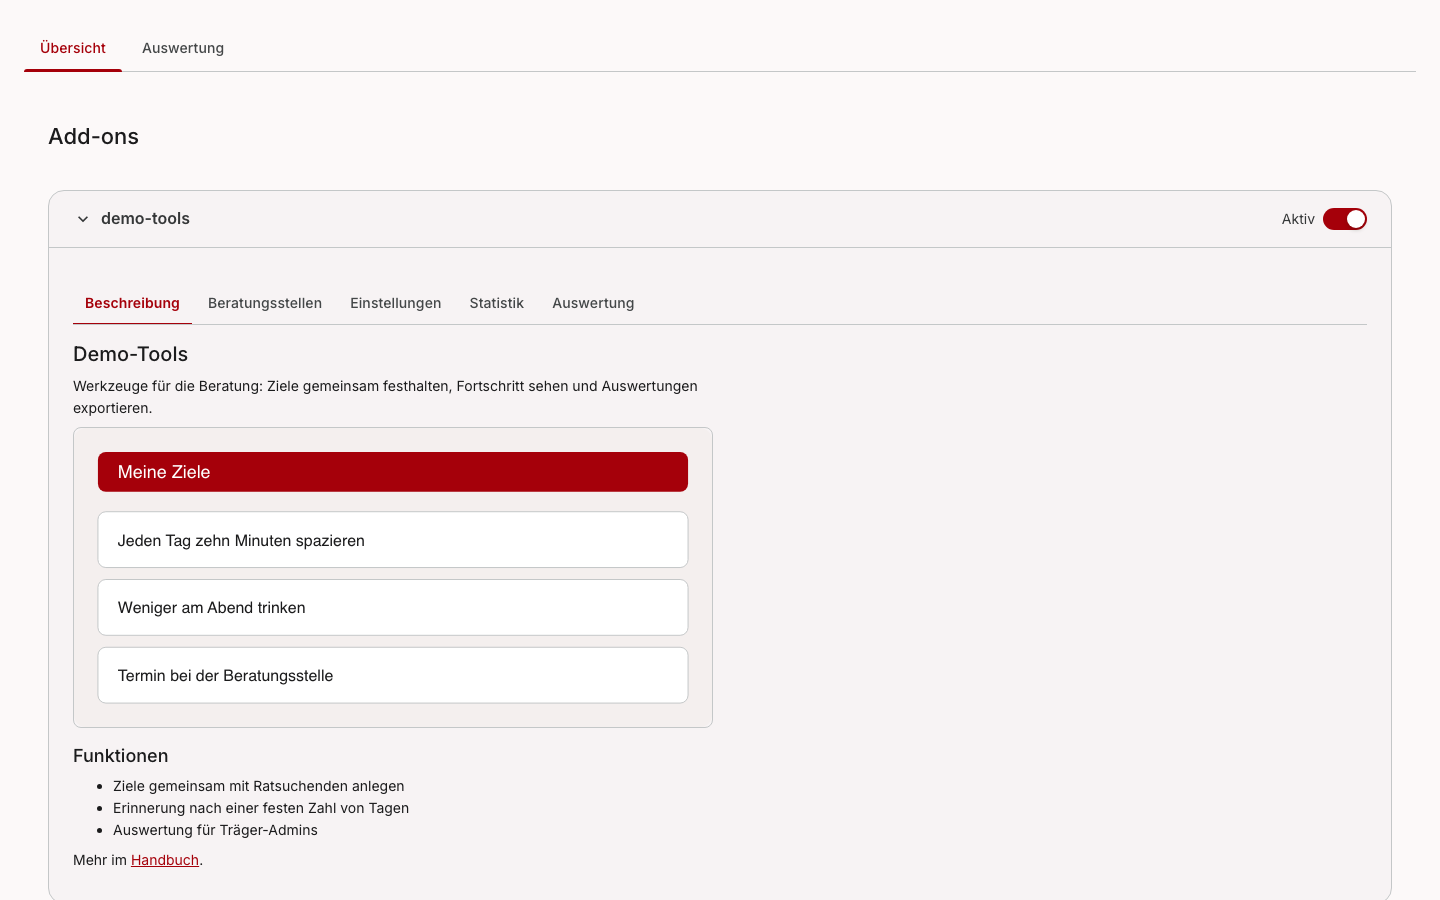 Übersicht Auswertung
Add-ons
demo-tools Aktiv
Beschreibung Beratungsstellen Einstellungen Statistik Auswertung
Demo-Tools
Werkzeuge für die Beratung: Ziele gemeinsam festhalten, Fortschritt sehen und Auswertungen
exportieren.
Meine Ziele
Jeden Tag zehn Minuten spazieren
Weniger am Abend trinken
Termin bei der Beratungsstelle
Funktionen
Ziele gemeinsam mit Ratsuchenden anlegen
Erinnerung nach einer festen Zahl von Tagen
Auswertung für Träger-Admins
Mehr im Handbuch.